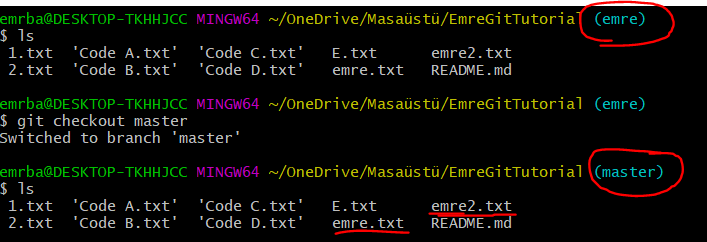 emrba@DESKTOP-TKHHJCC MINGW64 ~/OneDrive/Masaüstü/EmreGitTutorial (emre)
$ ls
1.txt 'Code A.txt' 'Code C.txt' E.txt emre2.txt
2.txt 'Code B.txt' 'Code D.txt' emre.txt README.md
emrba@DESKTOP-TKHHJCC MINGW64 ~/OneDrive/Masaüstü/EmreGitTutorial (emre)
$ git checkout master
Switched to branch 'master'
emrba@DESKTOP-TKHHJCC MINGW64 ~/OneDrive/Masaüstü/EmreGitTutorial (master)
$ ls
1.txt 'Code A.txt' 'Code C.txt' E.txt emre2.txt
2.txt 'Code B.txt' 'Code D.txt' emre.txt README.md